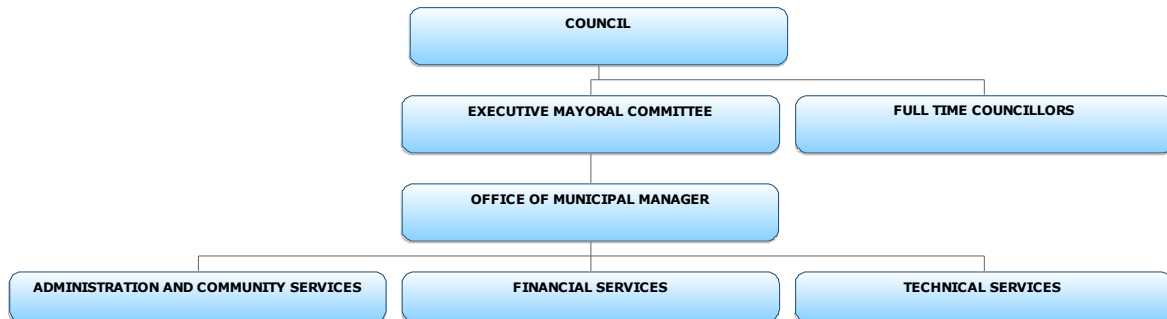 COUNCIL
EXECUTIVE MAYORAL COMMITTEE
FULL TIME COUNCILLORS
OFFICE OF MUNICIPAL MANAGER
ADMINISTRATION AND COMMUNITY SERVICES
FINANCIAL SERVICES
TECHNICAL SERVICES